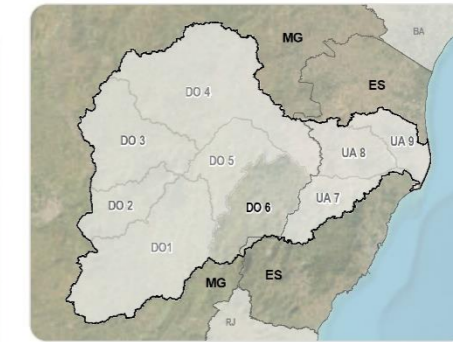 MG
BA
ES
DO 4
DO 3
DO 5
UA 8
UA 9
DO 2
DO 6
UA 7
DO1
MG
ES
RJ